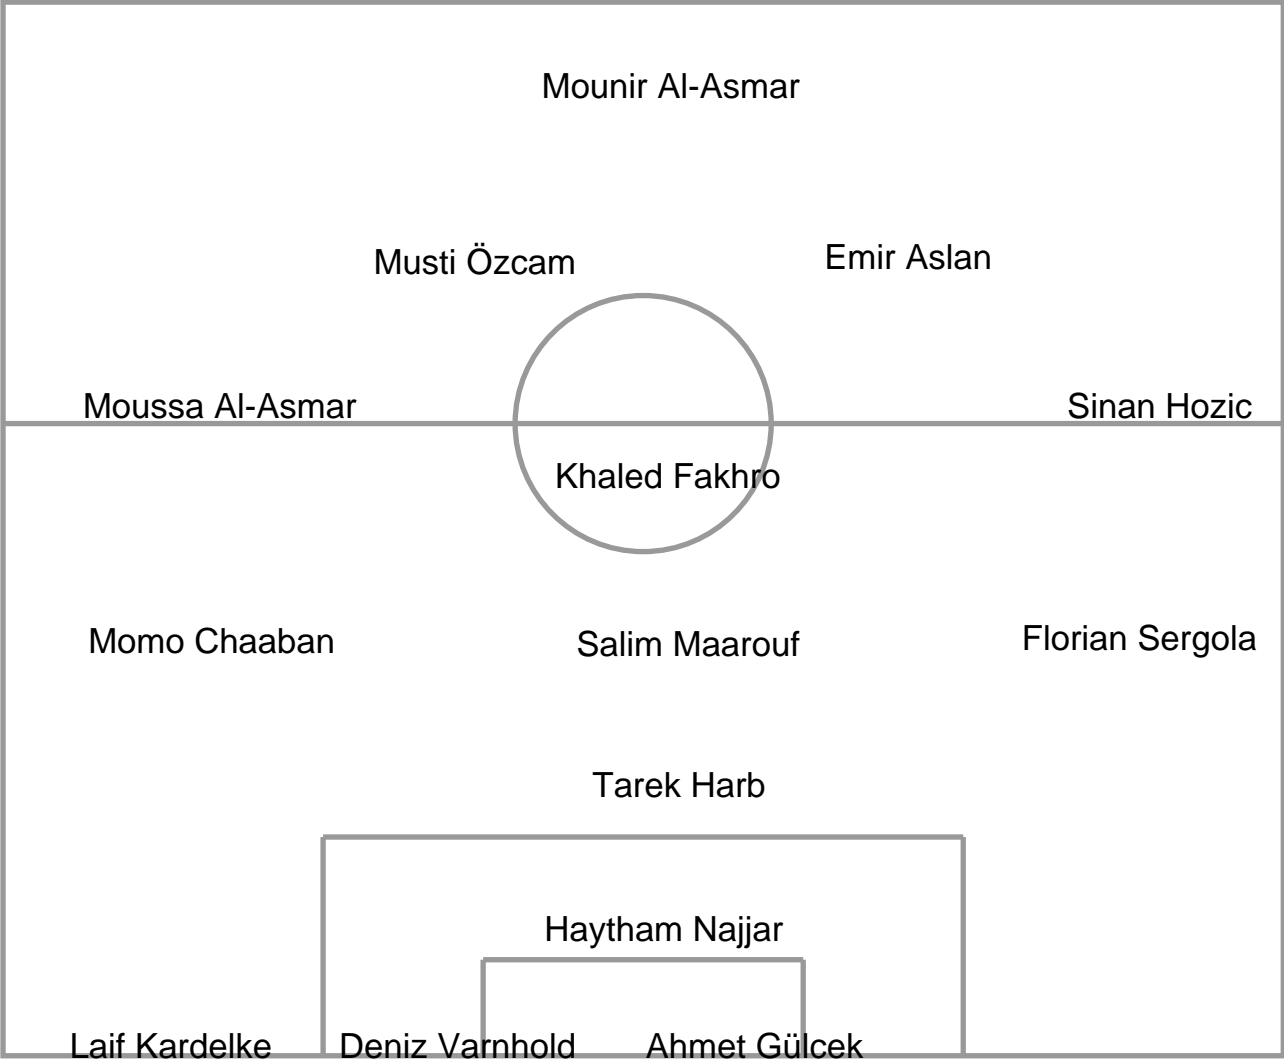 Mounir Al-Asmar
Musti Özcam
Emir Aslan
Moussa Al-Asmar
Sinan Hozic
Khaled Fakhro
Momo Chaaban
Salim Maarouf
Florian Sergola
Tarek Harb
Haytham Najjar
Laif Kardelke
Deniz Varnhold
Ahmet Gülcek